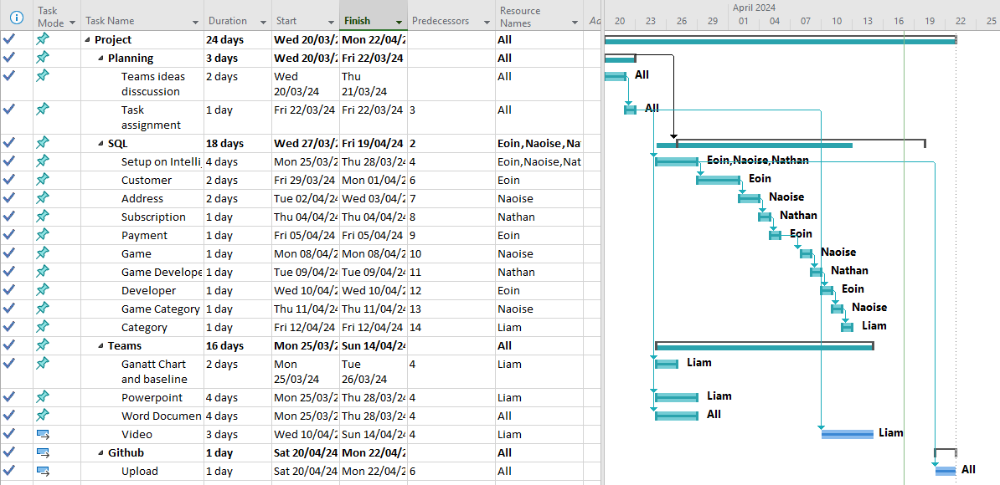 Task Mode Task Name Duration Start Finish Predecessors Resource Names Ad
April 2024
20 23 26 29 01 04 07 10 13 16 19 22 25
Project 24 days Wed 20/03/ Mon 22/04/2 All
Planning 3 days Wed 20/03/ Fri 22/03/24 All
Teams ideas disscussion 2 days Wed 20/03/24 Thu 21/03/24 All All
Task assignment 1 day Fri 22/03/24 Fri 22/03/24 3 All All
SQL 18 days Wed 27/03/ Fri 19/04/24 2 Eoin,Naoise,Na
Setup on Intelli 4 days Mon 25/03/2 Thu 28/03/24 4 Eoin,Naoise,Nat Eoin,Naoise,Nathan
Customer 2 days Fri 29/03/24 Mon 01/04/2 6 Eoin Eoin
Address 2 days Tue 02/04/24 Wed 03/04/2 7 Naoise Naoise
Subscription 1 day Thu 04/04/24 Thu 04/04/24 8 Nathan Nathan
Payment 1 day Fri 05/04/24 Fri 05/04/24 9 Eoin Eoin
Game 1 day Mon 08/04/2 Mon 08/04/2 10 Naoise Naoise
Game Develope 1 day Tue 09/04/24 Tue 09/04/24 11 Nathan Nathan
Developer 1 day Wed 10/04/2 Wed 10/04/2 12 Eoin Eoin
Game Category 1 day Thu 11/04/24 Thu 11/04/24 13 Naoise Naoise
Category 1 day Fri 12/04/24 Fri 12/04/24 14 Liam Liam
Teams 16 days Mon 25/03/ Sun 14/04/24 All
Ganatt Chart and baseline 2 days Mon 25/03/24 Tue 26/03/24 4 Liam Liam
Powerpoint 4 days Mon 25/03/2 Thu 28/03/24 4 Liam Liam
Word Documen 4 days Mon 25/03/2 Thu 28/03/24 4 All All
Video 3 days Wed 10/04/2 Sun 14/04/24 4 Liam Liam
Github 1 day Sat 20/04/24 Mon 22/04/2 All
Upload 1 day Sat 20/04/24 Mon 22/04/2 6 All All